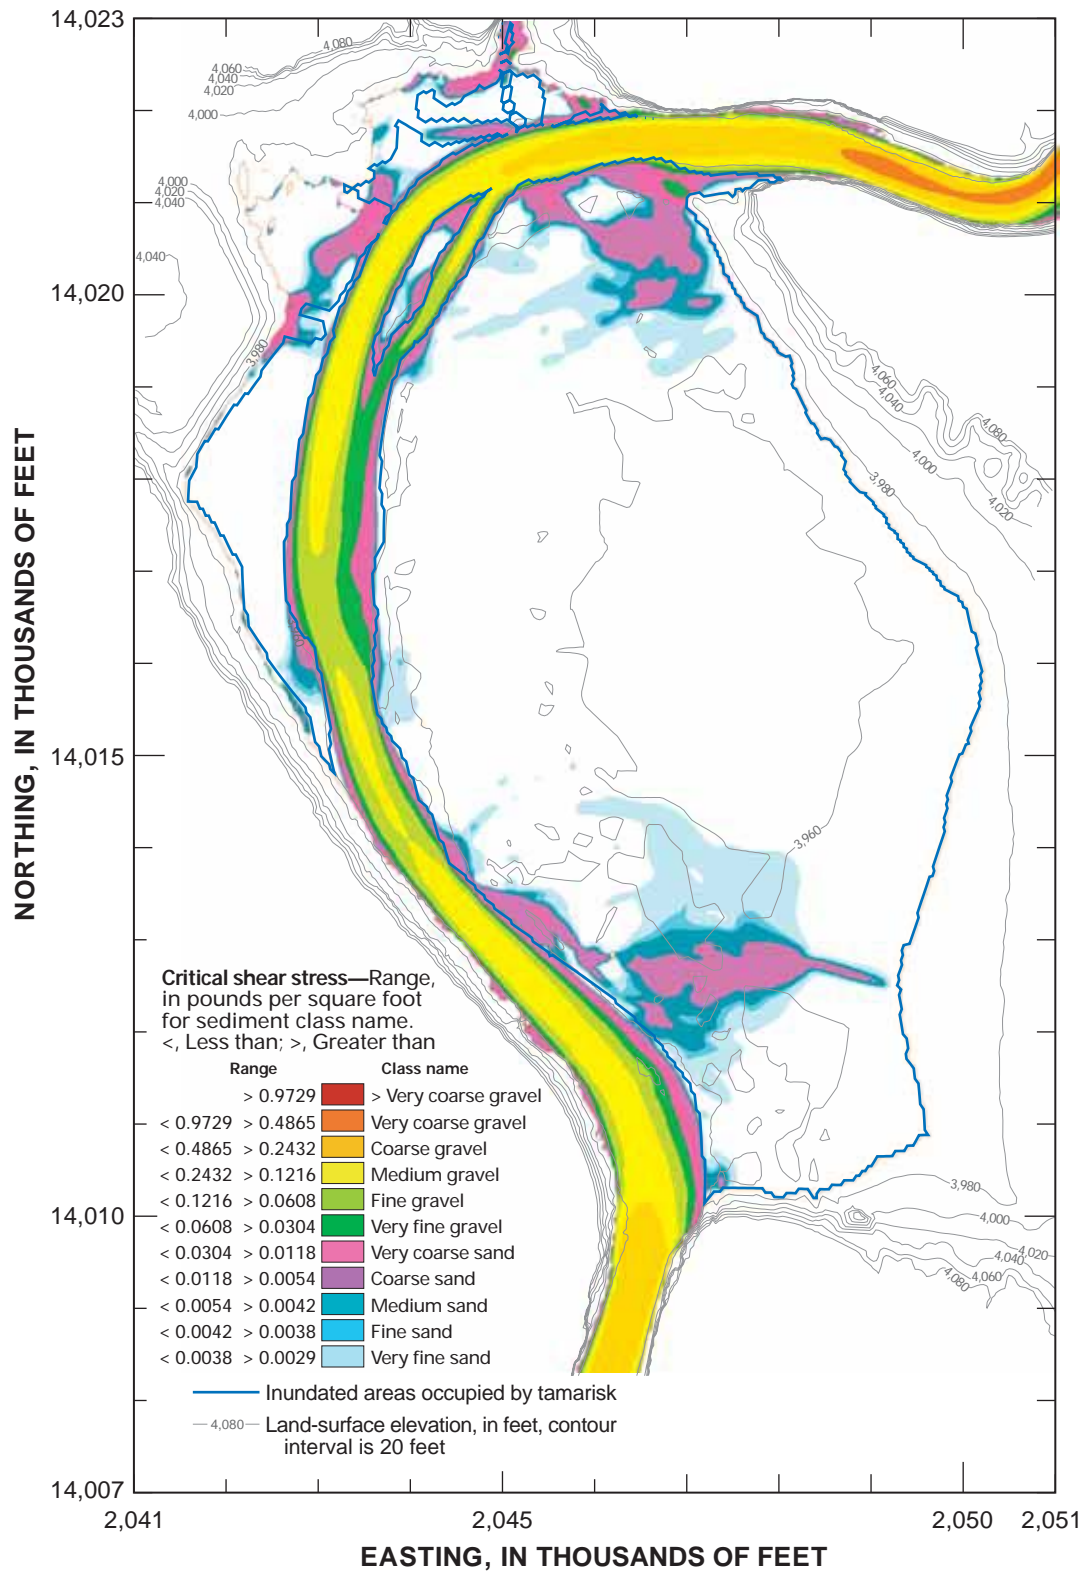 14,023
14,020
14,015
14,010
14,007
NORTHING, IN THOUSANDS OF FEET
4,080
4,060
4,040
4,020
4,000
4,000
4,020
4,040
4,040
3,980
4,060
4,040
4,080
4,000
3,980
4,020
3,960
3,980
4,000
4,020
4,040
4,060
4,080
Critical shear stress—Range,
in pounds per square foot
for sediment class name.
<, Less than; >, Greater than
Range Class name
> 0.9729 > Very coarse gravel
< 0.9729 > 0.4865 Very coarse gravel
< 0.4865 > 0.2432 Coarse gravel
< 0.2432 > 0.1216 Medium gravel
< 0.1216 > 0.0608 Fine gravel
< 0.0608 > 0.0304 Very fine gravel
< 0.0304 > 0.0118 Very coarse sand
< 0.0118 > 0.0054 Coarse sand
< 0.0054 > 0.0042 Medium sand
< 0.0042 > 0.0038 Fine sand
< 0.0038 > 0.0029 Very fine sand
Inundated areas occupied by tamarisk
4,080 Land-surface elevation, in feet, contour
interval is 20 feet
2,041 2,045 2,050 2,051
EASTING, IN THOUSANDS OF FEET